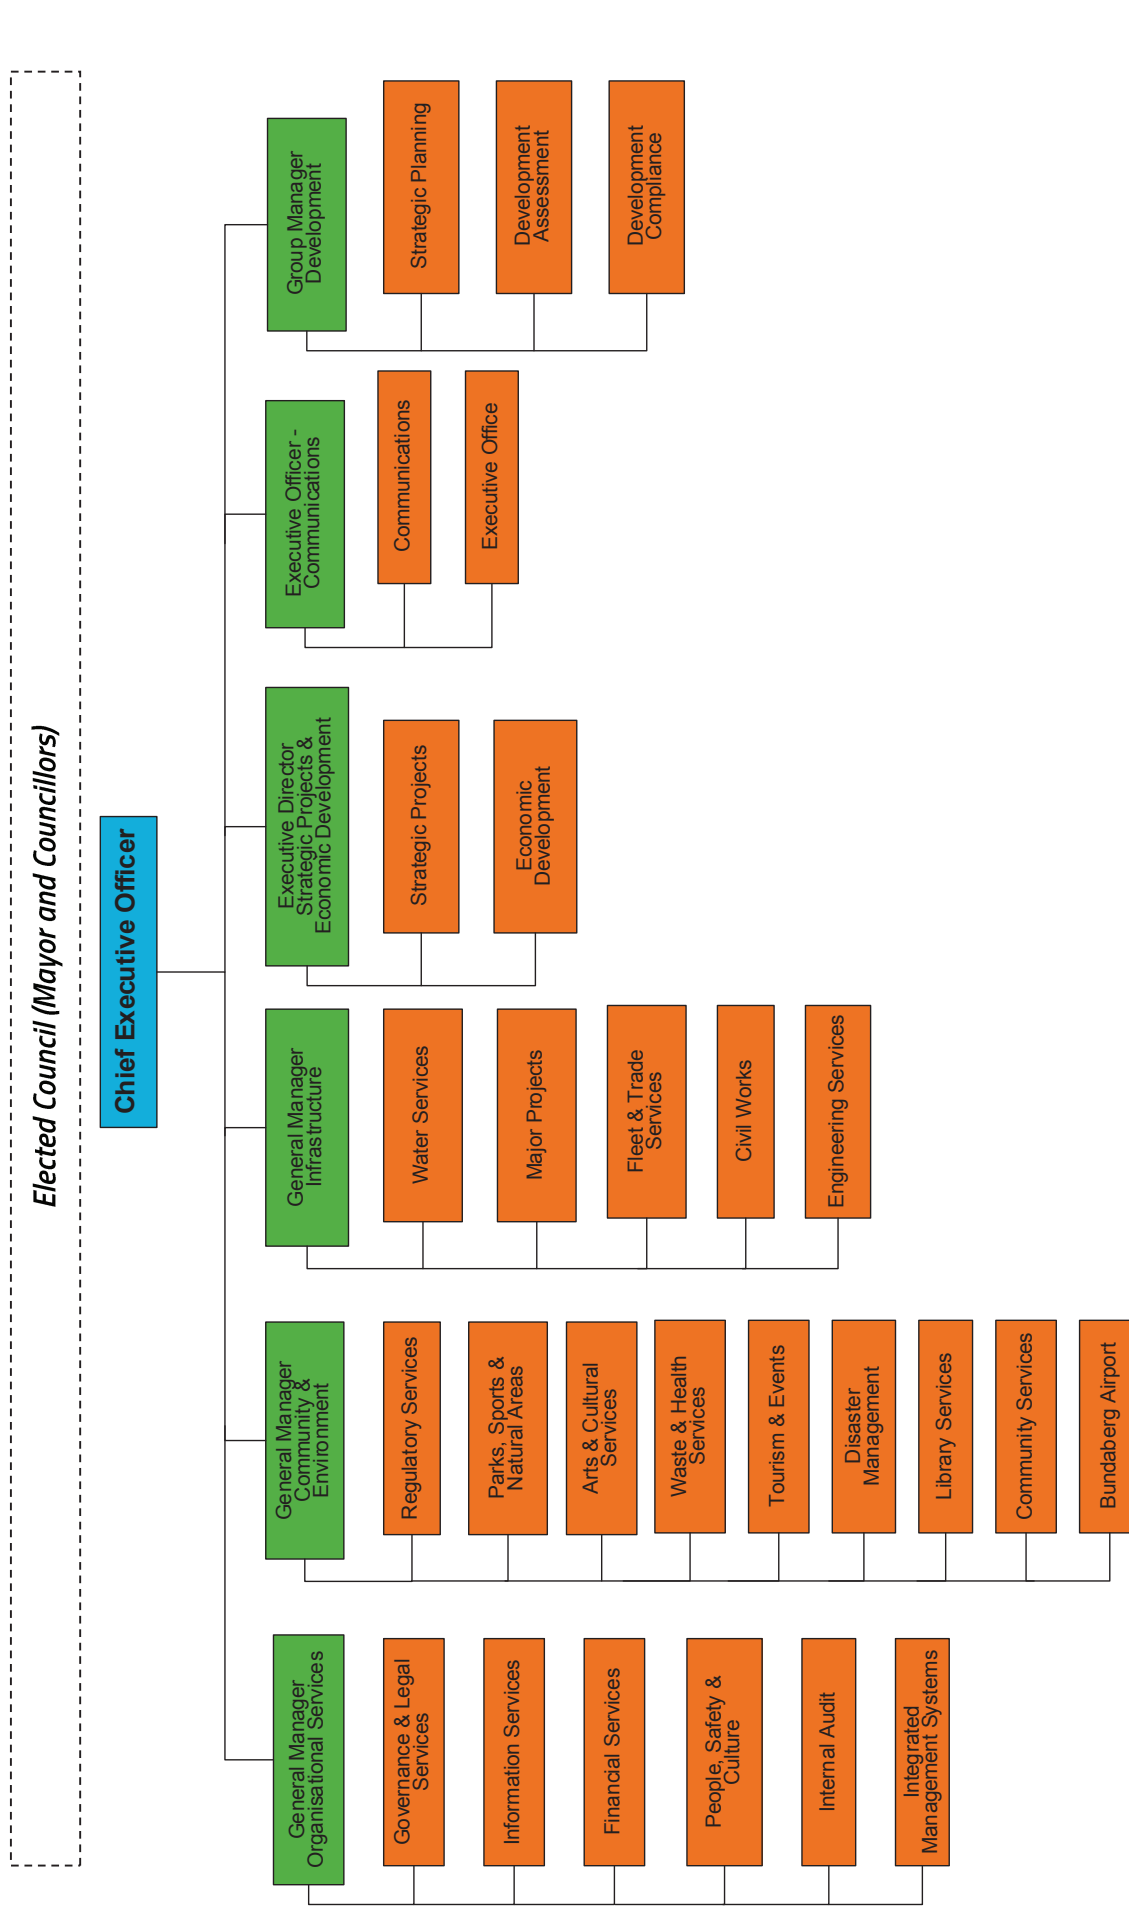 Elected Council (Mayor and Councillors)
Chief Executive Officer
General Manager
Organisational Services
Governance & Legal
Services
Information Services
Financial Services
People, Safety &
Culture
Internal Audit
Integrated
Management Systems
General Manager
Community &
Environment
Regulatory Services
Parks, Sports &
Natural Areas
Arts & Cultural
Services
Waste & Health
Services
Tourism & Events
Disaster
Management
Library Services
Community Services
Bundaberg Airport
General Manager
Infrastructure
Water Services
Major Projects
Fleet & Trade
Services
Civil Works
Engineering Services
Executive Director
Strategic Projects &
Economic Development
Strategic Projects
Economic
Development
Executive Officer -
Communications
Communications
Executive Office
Group Manager
Development
Strategic Planning
Development
Assessment
Development
Compliance